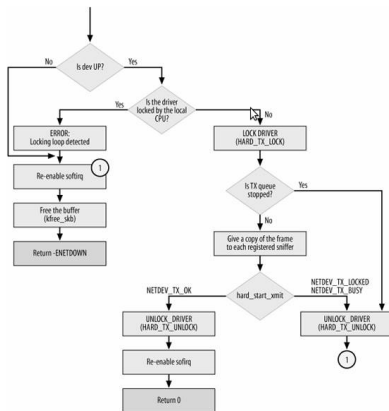 Is dev UP?
No
Yes
Is the driver
locked by the local
CPU?
Yes
No
ERROR:
Locking loop detected
LOCK DRIVER
(HARD_TX_LOCK)
1
Re-enable softirq
Is TX queue
stopped?
Yes
Free the buffer
(kfree_skb)
No
Return -ENETDOWN
Give a copy of the frame
to each registered sniffer
NETDEV_TX_OK
hard_start_xmit
NETDEV_TX_LOCKED
NETDEV_TX_BUSY
UNLOCK_DRIVER
(HARD_TX_UNLOCK)
UNLOCK_DRIVER
(HARD_TX_UNLOCK)
Re-enable sofirq
1
Return 0